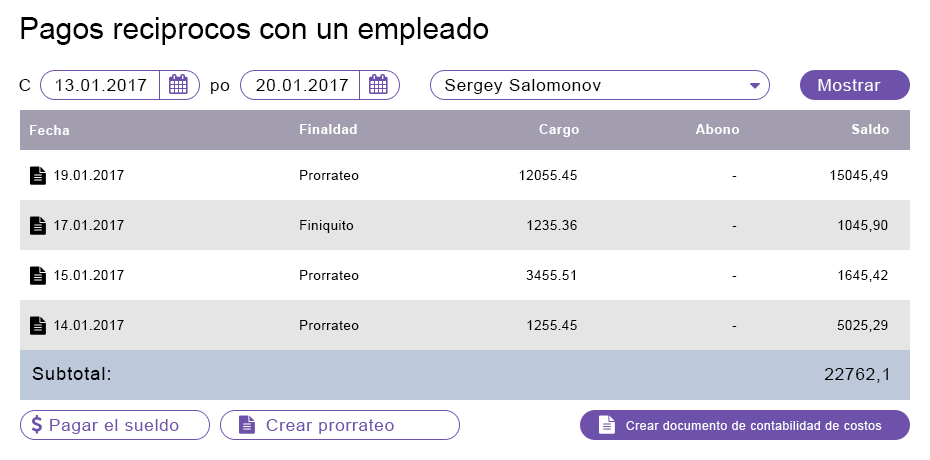 Pagos reciprocos con un empleado
C 13.01.2017 po 20.01.2017 Sergey Salomonov Mostrar
Fecha Finaldad Cargo Abono Saldo
19.01.2017 Prorrateo 12055.45 - 15045,49
17.01.2017 Finiquito 1235.36 - 1045,90
15.01.2017 Prorrateo 3455.51 - 1645,42
14.01.2017 Prorrateo 1255.45 - 5025,29
Subtotal: 22762,1
$ Pagar el sueldo Crear prorrateo Crear documento de contabilidad de costos